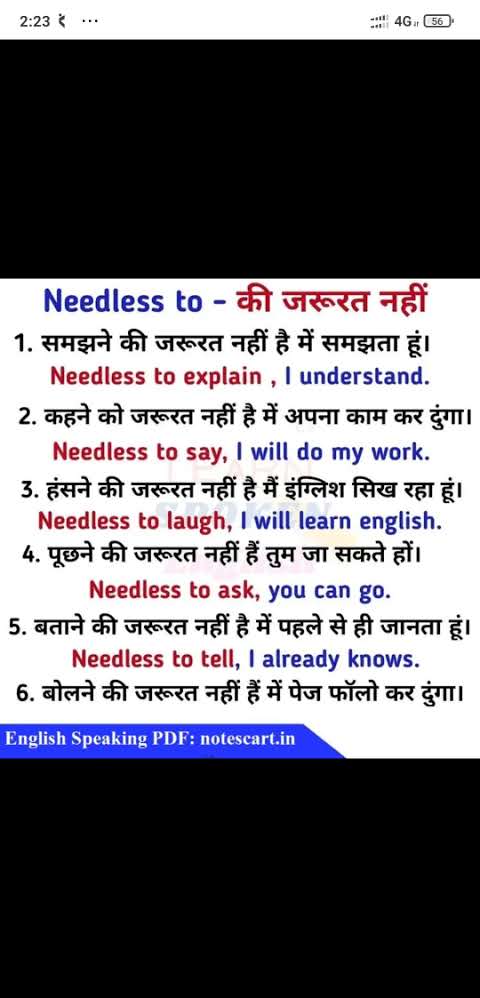 2:23 ...
4G 56
Needless to - की जरूरत नहीं
1. समझने की जरूरत नहीं है में समझता हूं।
Needless to explain , I understand.
2. कहने को जरूरत नहीं है में अपना काम कर दुंगा।
Needless to say, I will do my work.
3. हंसने की जरूरत नहीं है मैं इंग्लिश सिख रहा हूं।
Needless to laugh, I will learn english.
4. पूछने की जरूरत नहीं हैं तुम जा सकते हों।
Needless to ask, you can go.
5. बताने की जरूरत नहीं है में पहले से ही जानता हूं।
Needless to tell, I already knows.
6. बोलने की जरूरत नहीं हैं में पेज फॉलो कर दुंगा।
LEARN
SPOKEN
English
English Speaking PDF: notescart.in